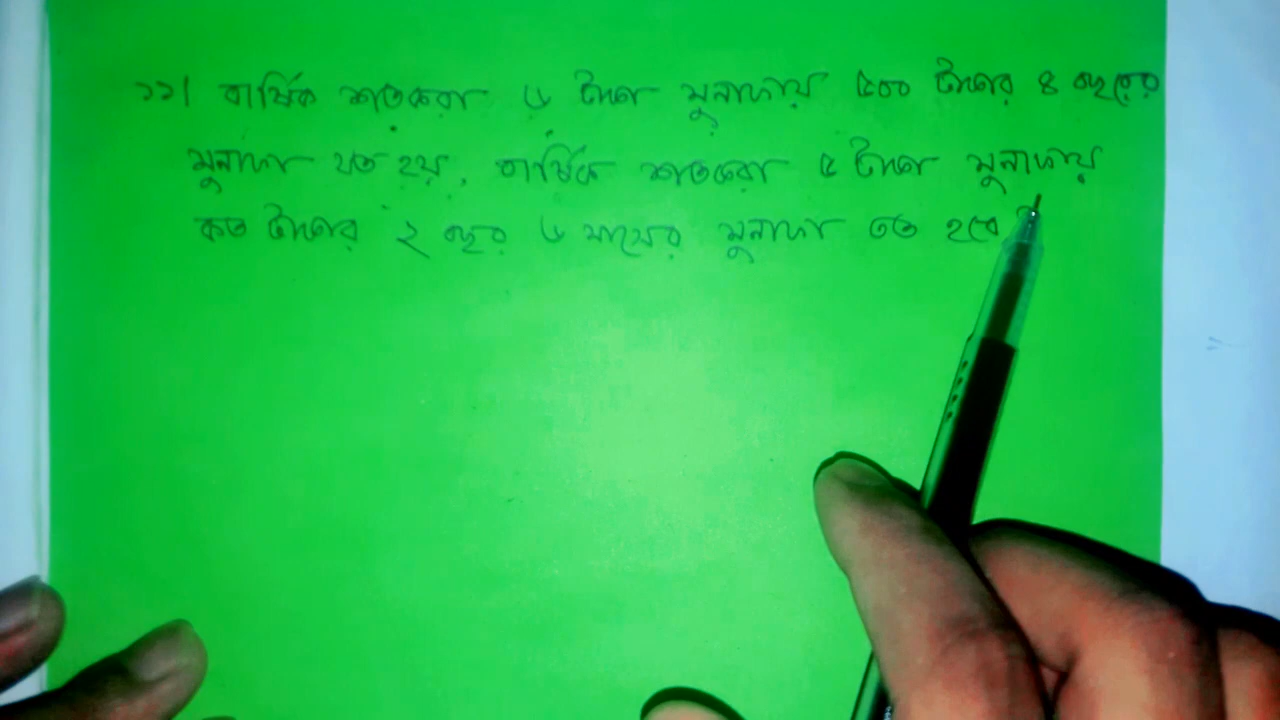 ১১। বার্ষিক শতকরা ৬ টাকা মুনাফায় ৫০০ টাকার ৪ বছরের
মুনাফা যত হয়, বার্ষিক শতকরা ৫ টাকা মুনাফায়
কত টাকার ২ বছর ৬ মাসের মুনাফা তত হবে